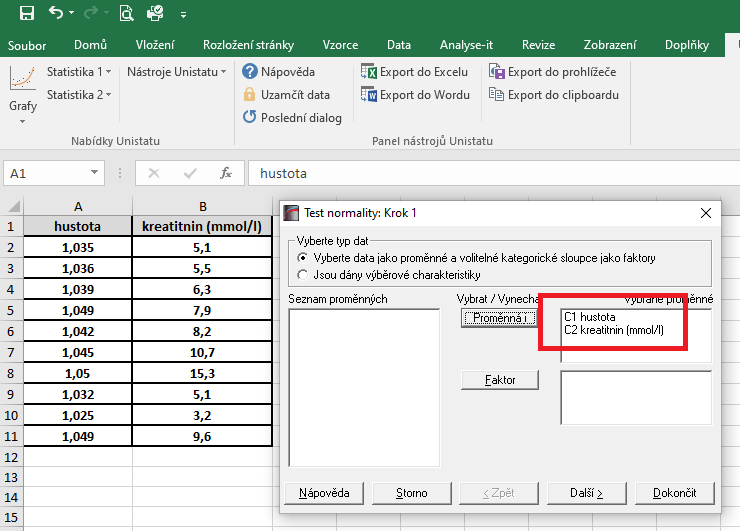 Soubor Domů Vložení Rozložení stránky Vzorce Data Analyse-it Revize Zobrazení Doplňky
Statistika 1 Nástroje Unistatu Nápověda Export do Excelu Export do prohlížeče
Statistika 2 Uzamčít data Export do Wordu Export do clipboardu
Grafy Poslední dialog
Nabídky Unistatu Panel nástrojů Unistatu
A1 fx hustota
A B
1 hustota kreatitnin (mmol/l)
2 1,035 5,1
3 1,036 5,5
4 1,039 6,3
5 1,049 7,9
6 1,042 8,2
7 1,045 10,7
8 1,05 15,3
9 1,032 5,1
10 1,025 3,2
11 1,049 9,6
12
13
14
15
Test normality: Krok 1
Vyberte typ dat
Vyberte data jako proměnné a volitelné kategorické sloupce jako faktory
Jsou dány výběrové charakteristiky
Seznam proměnných Vybrat / Vynecha Vybrané proměnné
Proměnná i C1 hustota
C2 kreatitnin (mmol/l)
Faktor
Nápověda Storno < Zpět Další > Dokončit